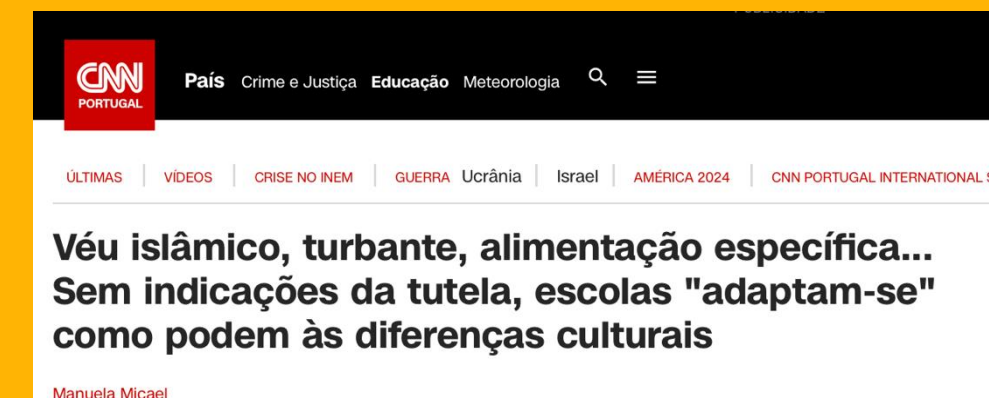 PUBLICIDADE
CNN
PORTUGAL
País Crime e Justiça Educação Meteorologia
ÚLTIMAS VÍDEOS CRISE NO INEM GUERRA Ucrânia Israel AMÉRICA 2024 CNN PORTUGAL INTERNATIONAL S
Véu islâmico, turbante, alimentação específica...
Sem indicações da tutela, escolas "adaptam-se"
como podem às diferenças culturais
Manuela Micael